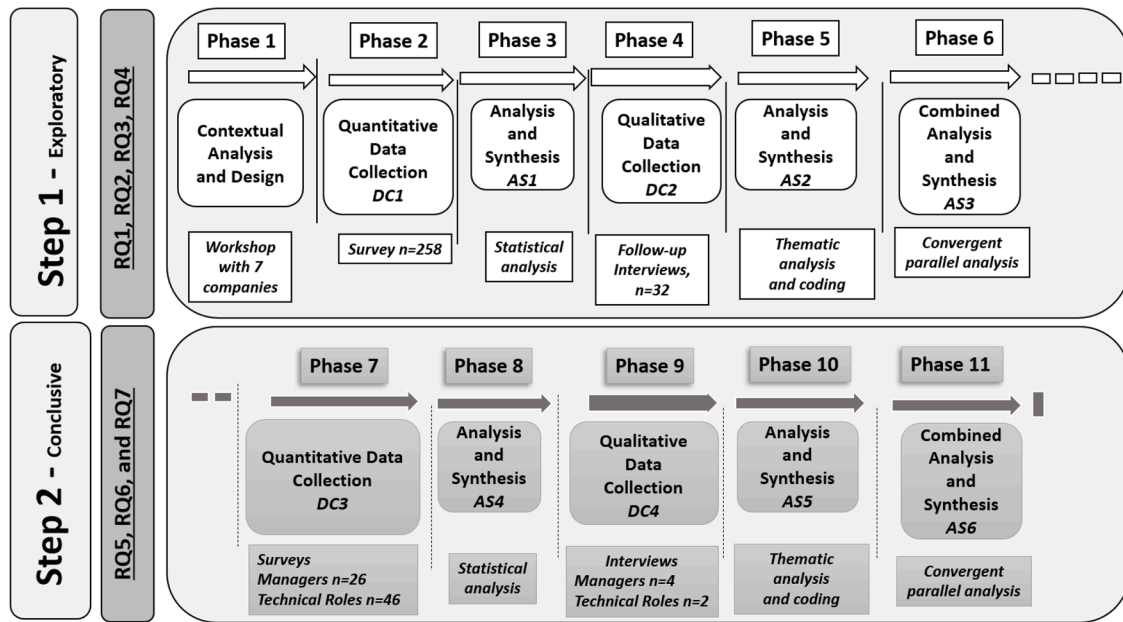 Step 1 - Exploratory
RQ1, RQ2, RQ3, RQ4
Phase 1
Contextual
Analysis
and Design
Workshop
with 7
companies
Phase 2
Quantitative
Data
Collection
DC1
Survey n=258
Phase 3
Analysis
and
Synthesis
AS1
Statistical
analysis
Phase 4
Qualitative
Data
Collection
DC2
Follow-up
Interviews,
n=32
Phase 5
Analysis
and
Synthesis
AS2
Thematic
analysis
and coding
Phase 6
Combined
Analysis
and
Synthesis
AS3
Convergent
parallel analysis
Step 2 - Conclusive
RQ5, RQ6, and RQ7
Phase 7
Quantitative Data
Collection
DC3
Surveys
Managers n=26
Technical Roles n=46
Phase 8
Analysis
and
Synthesis
AS4
Statistical
analysis
Phase 9
Qualitative
Data
Collection
DC4
Interviews
Managers n=4
Technical Roles n=2
Phase 10
Analysis
and
Synthesis
AS5
Thematic
analysis
and coding
Phase 11
Combined
Analysis
and
Synthesis
AS6
Convergent
parallel analysis